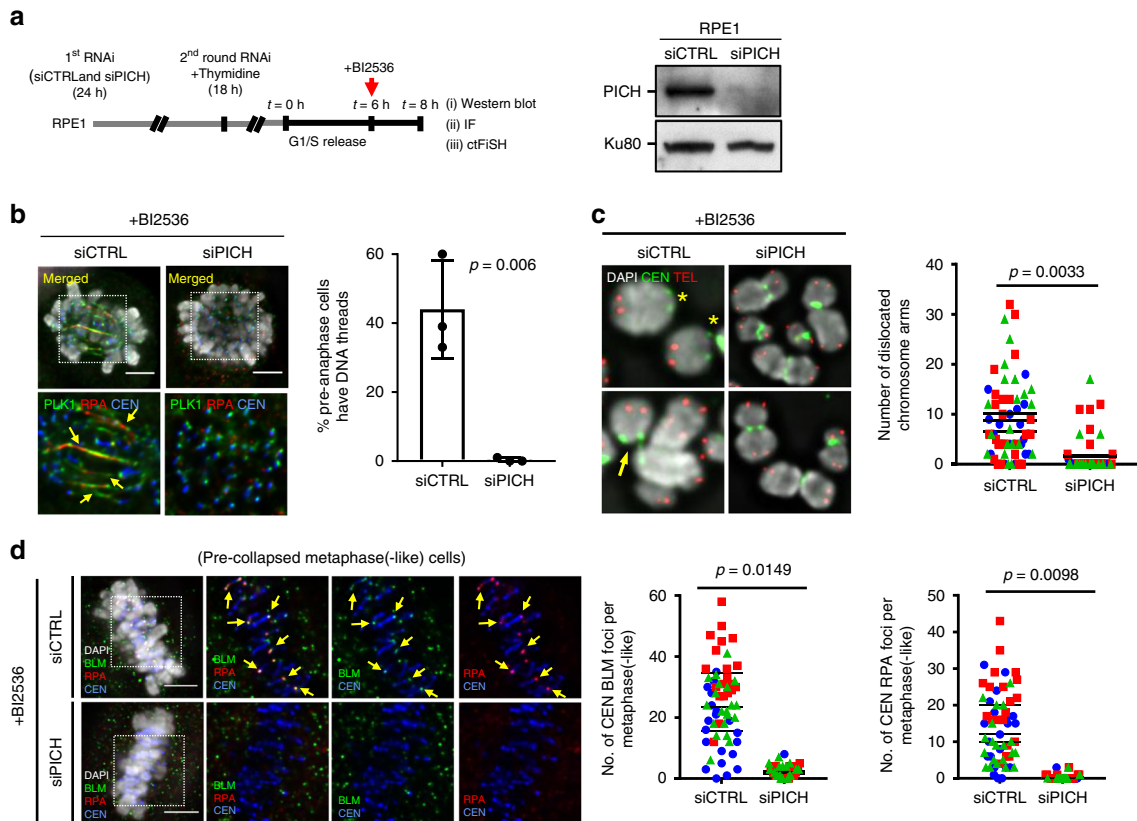 a
1st RNAi
(siCTRLand siPICH)
(24 h)
2nd round RNAi
+Thymidine
(18 h)
+BI2536
t = 0 h
t = 6 h
t = 8 h
RPE1
G1/S release
(i) Western blot
(ii) IF
(iii) ctFiSH
RPE1
siCTRL siPICH
PICH
Ku80
b
+BI2536
siCTRL siPICH
Merged
Merged
PLK1 RPA CEN
PLK1 RPA CEN
% pre-anaphase cells
have DNA threads
60
40
20
0
p = 0.006
siCTRL siPICH
c
+BI2536
siCTRL siPICH
DAPI CEN TEL
*
*
Number of dislocated
chromosome arms
40
30
20
10
0
p = 0.0033
siCTRL siPICH
d
(Pre-collapsed metaphase(-like) cells)
+BI2536
siCTRL
DAPI
BLM
RPA
CEN
BLM
RPA
CEN
BLM
CEN
RPA
CEN
siPICH
DAPI
BLM
RPA
CEN
BLM
RPA
CEN
BLM
CEN
RPA
CEN
No. of CEN BLM foci per
metaphase(-like)
60
40
20
0
p = 0.0149
siCTRL siPICH
No. of CEN RPA foci per
metaphase(-like)
50
40
30
20
10
0
p = 0.0098
siCTRL siPICH